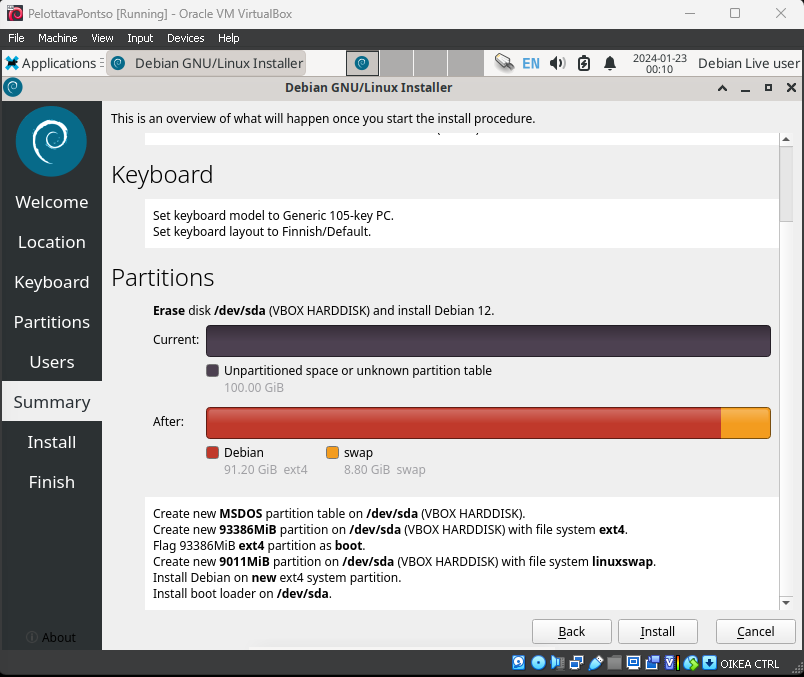 PelottavaPontso [Running] - Oracle VM VirtualBox
File Machine View Input Devices Help
Applications Debian GNU/Linux Installer EN 2024-01-23 00:10 Debian Live user
Debian GNU/Linux Installer
This is an overview of what will happen once you start the install procedure.
Welcome
Location
Keyboard
Partitions
Users
Summary
Install
Finish
About
Keyboard
Set keyboard model to Generic 105-key PC.
Set keyboard layout to Finnish/Default.
Partitions
Erase disk /dev/sda (VBOX HARDDISK) and install Debian 12.
Current:
Unpartitioned space or unknown partition table
100.00 GiB
After:
Debian swap
91.20 GiB ext4 8.80 GiB swap
Create new MSDOS partition table on /dev/sda (VBOX HARDDISK).
Create new 93386MiB partition on /dev/sda (VBOX HARDDISK) with file system ext4.
Flag 93386MiB ext4 partition as boot.
Create new 9011MiB partition on /dev/sda (VBOX HARDDISK) with file system linuxswap.
Install Debian on new ext4 system partition.
Install boot loader on /dev/sda.
Back Install Cancel
OIKEA CTRL